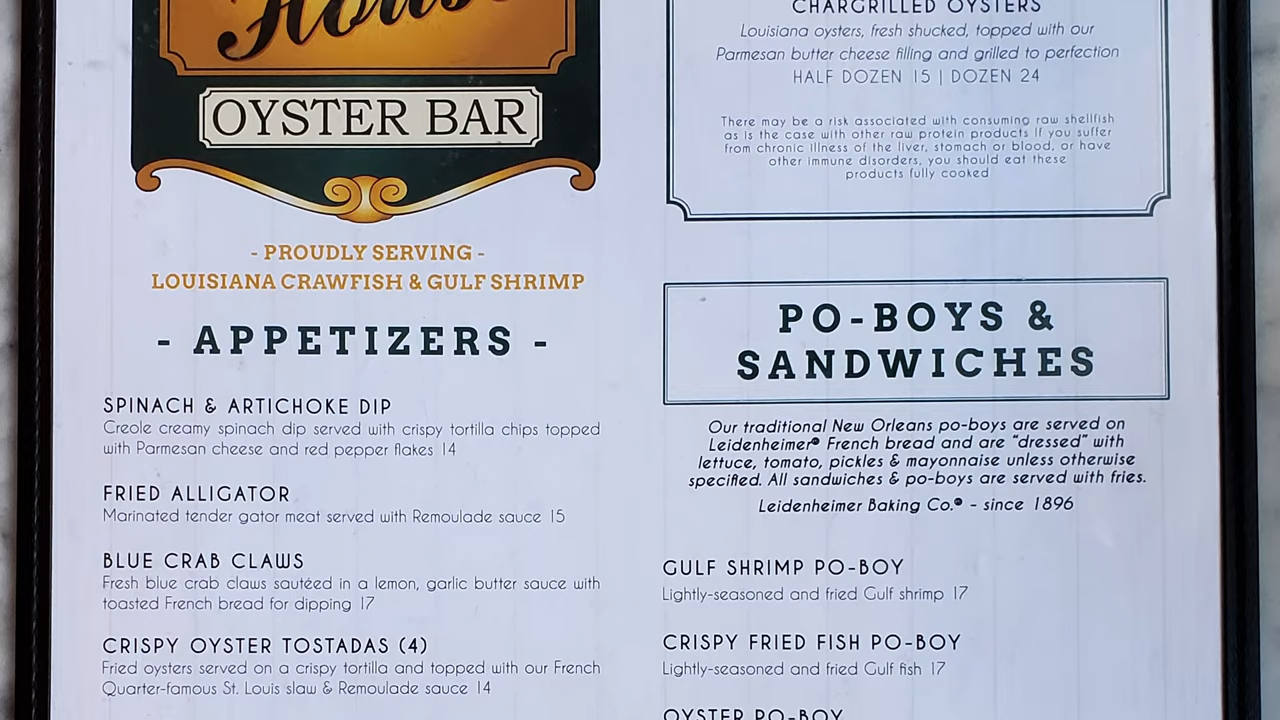 House
OYSTER BAR
- PROUDLY SERVING -
LOUISIANA CRAWFISH & GULF SHRIMP
- APPETIZERS -
SPINACH & ARTICHOKE DIP
Creole creamy spinach dip served with crispy tortilla chips topped
with Parmesan cheese and red pepper flakes 14
FRIED ALLIGATOR
Marinated tender gator meat served with Remoulade sauce 15
BLUE CRAB CLAWS
Fresh blue crab claws sautéed in a lemon, garlic butter sauce with
toasted French bread for dipping 17
CRISPY OYSTER TOSTADAS (4)
Fried oysters served on a crispy tortilla and topped with our French
Quarter-famous St. Louis slaw & Remoulade sauce 14
CHARGRILLED OYSTERS
Louisiana oysters, fresh shucked, topped with our
Parmesan butter cheese filling and grilled to perfection
HALF DOZEN 15 | DOZEN 24
There may be a risk associated with consuming raw shellfish
as is the case with other raw protein products If you suffer
from chronic illness of the liver, stomach or blood, or have
other immune disorders, you should eat these
products fully cooked
PO-BOYS &
SANDWICHES
Our traditional New Orleans po-boys are served on
Leidenheimer® French bread and are “dressed” with
lettuce, tomato, pickles & mayonnaise unless otherwise
specified. All sandwiches & po-boys are served with fries.
Leidenheimer Baking Co.® - since 1896
GULF SHRIMP PO-BOY
Lightly-seasoned and fried Gulf shrimp 17
CRISPY FRIED FISH PO-BOY
Lightly-seasoned and fried Gulf fish 17
OYSTER PO-BOY